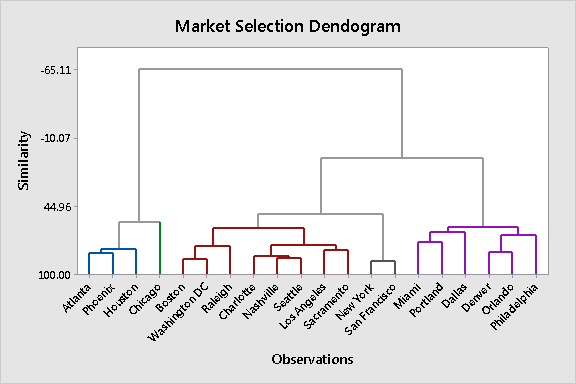 Market Selection Dendogram
-65.11
-10.07
44.96
100.00
Similarity
Atlanta
Phoenix
Houston
Chicago
Boston
Washington DC
Raleigh
Charlotte
Nashville
Seattle
Los Angeles
Sacramento
New York
San Francisco
Miami
Portland
Dallas
Denver
Orlando
Philadelphia
Observations